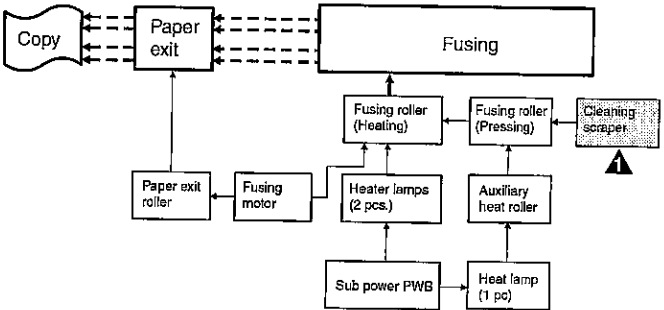 Copy
Paper
exit
Fusing
Fusing roller
(Heating)
Fusing roller
(Pressing)
Cleaning
scraper
1
Paper exit
roller
Fusing
motor
Heater lamps
(2 pcs.)
Auxiliary
heat roller
Sub power PWB
Heat lamp
(1 pc)